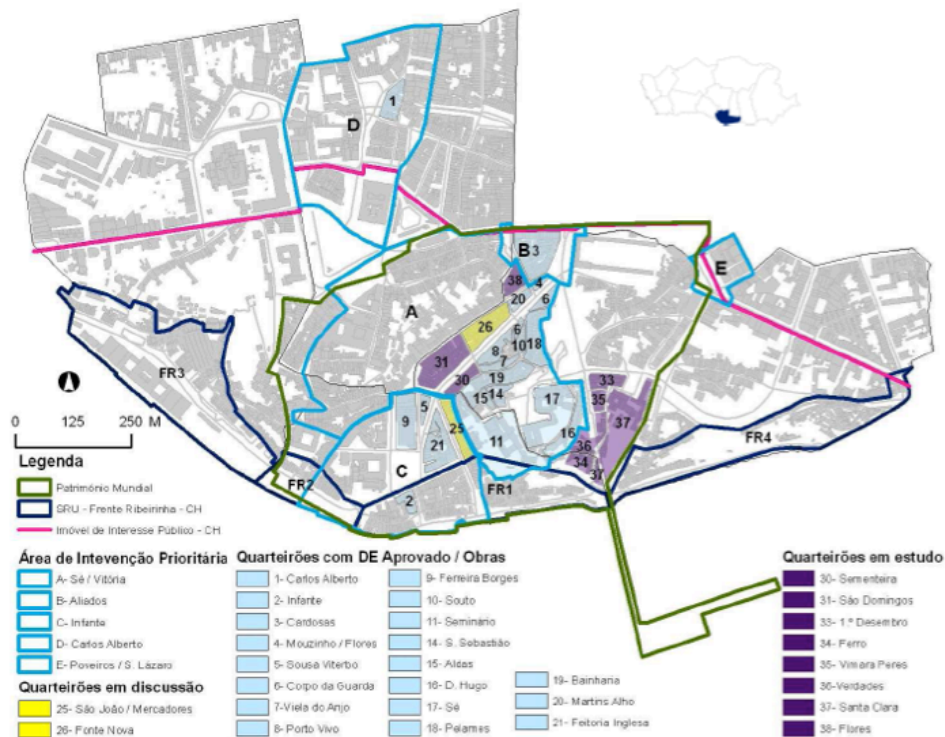 1
D
B 3
E
38
4
20
6
A
26
6
10 18
8
7
31
30
19
15 14
17
33
35
37
FR3
5
9
25
21
11
16
36
34
37
FR4
0 125 250 M
C
FR2
FR1
2
Legenda
Património Mundial
SRU - Frente Ribeirinha - CH
Imóvel de Interesse Público - CH
Área de Intevenção Prioritária
A- Sé / Vitória
B- Aliados
C- Infante
D- Carlos Alberto
E- Poveiros / S. Lázaro
Quarteirões em discussão
25- São João / Mercadores
26- Fonte Nova
Quarteirões com DE Aprovado / Obras
1- Carlos Alberto
2- Infante
3- Cardosas
4- Mouzinho / Flores
5- Sousa Viterbo
6- Corpo da Guarda
7-Viela do Anjo
8- Porto Vivo
9- Ferreira Borges
10- Souto
11- Seminário
14- S. Sebastião
15- Aldas
16- D. Hugo
17- Sé
18- Pelames
19- Bainharia
20- Martins Alho
21- Feitoria Inglesa
Quarteirões em estudo
30- Sementeira
31- São Domingos
33- 1.º Desembro
34- Ferro
35- Vimara Peres
36-Verdades
37- Santa Clara
38- Flores